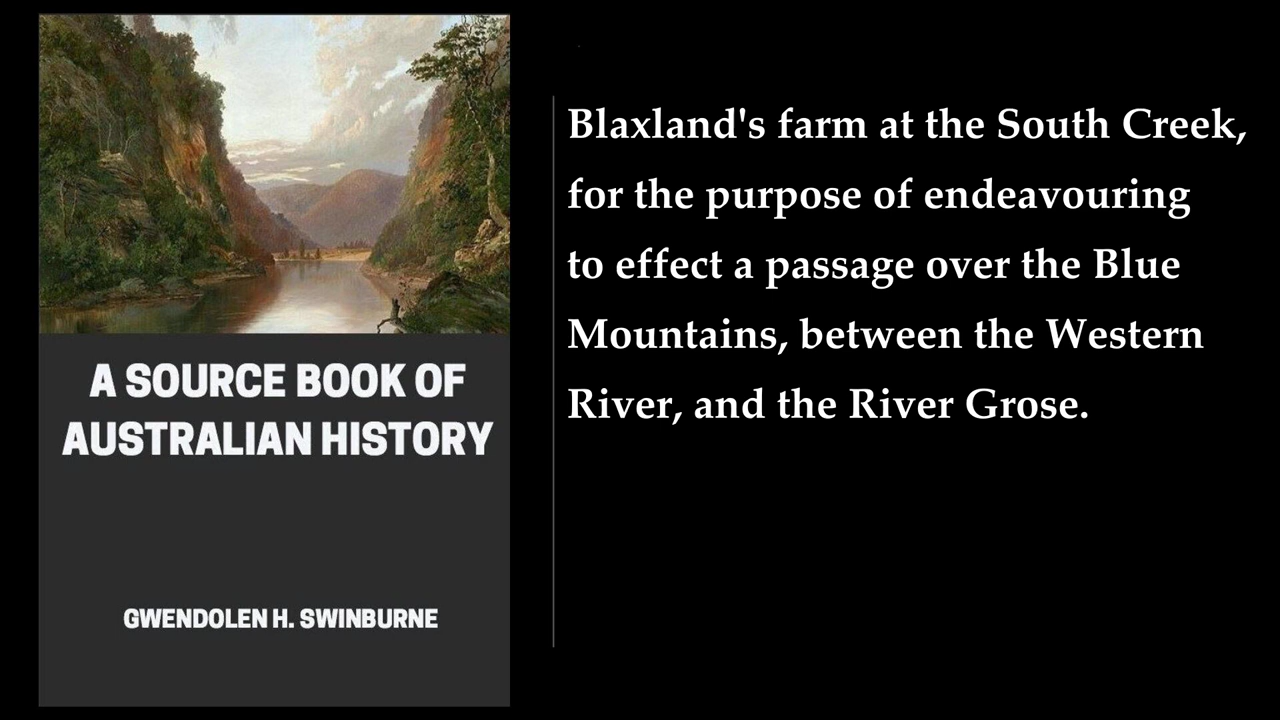 A SOURCE BOOK OF
AUSTRALIAN HISTORY
GWENDOLEN H. SWINBURNE
Blaxland's farm at the South Creek,
for the purpose of endeavouring
to effect a passage over the Blue
Mountains, between the Western
River, and the River Grose.